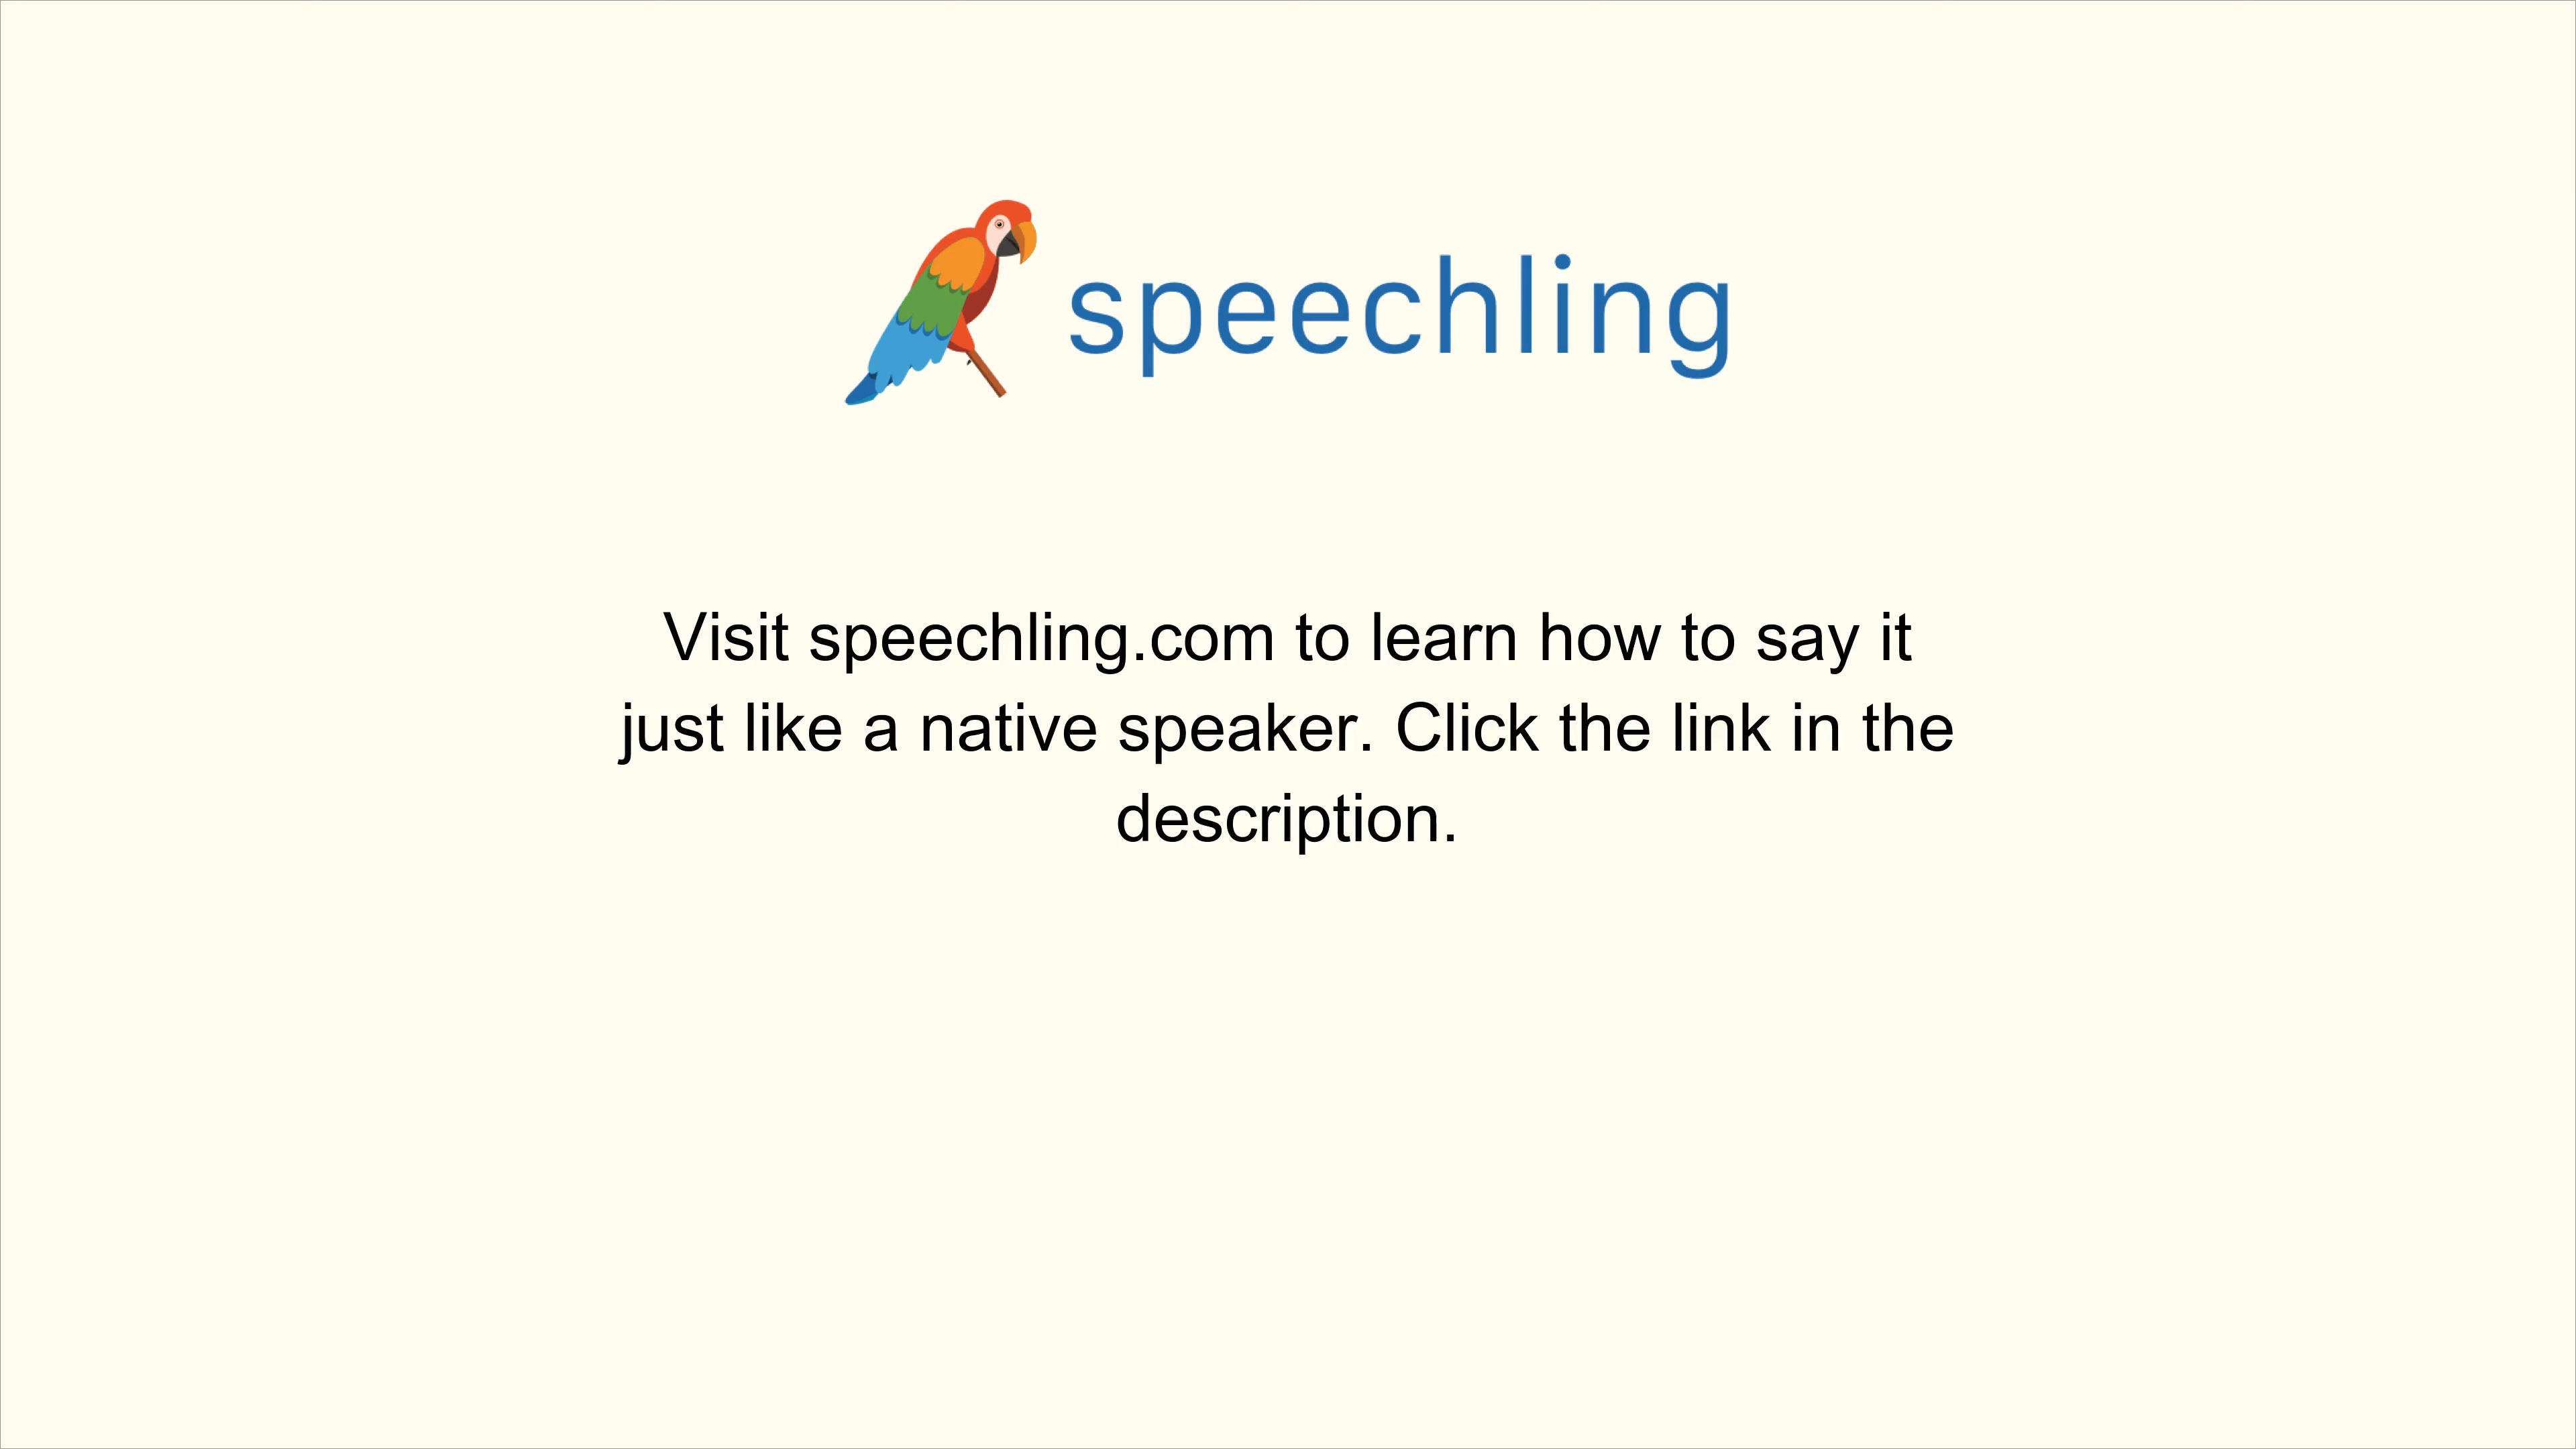 speechling
Visit speechling.com to learn how to say it
just like a native speaker. Click the link in the
description.